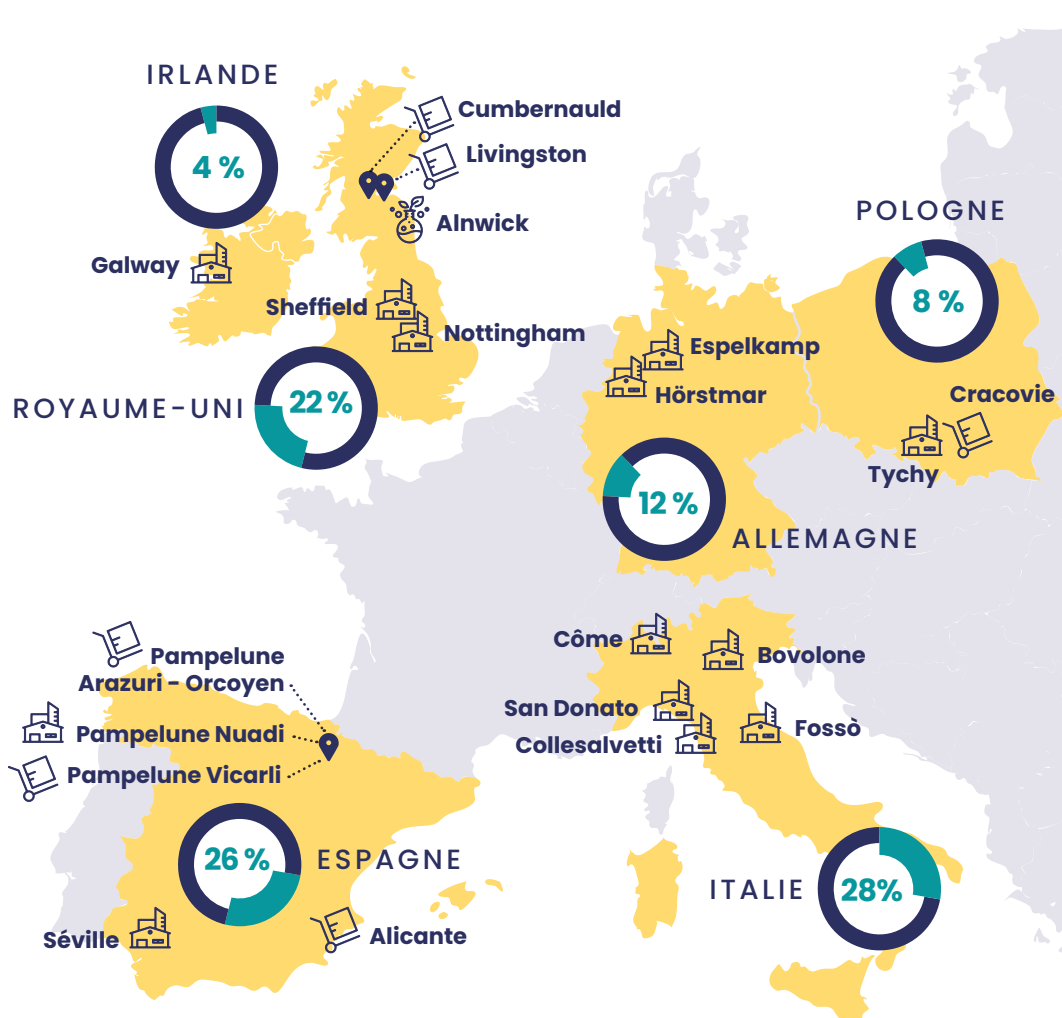 IRLANDE
4 %
Galway
Cumbernauld
Livingston
Alnwick
Sheffield
Nottingham
ROYAUME-UNI
22 %
POLOGNE
8 %
Cracovie
Tychy
Espelkamp
Hörstmar
12 %
ALLEMAGNE
Pampelune
Arazuri - Orcoyen
Pampelune Nuadi
Pampelune Vicarli
26 %
ESPAGNE
Séville
Alicante
Côme
Bovolone
San Donato
Collesalvetti
Fossò
ITALIE
28%